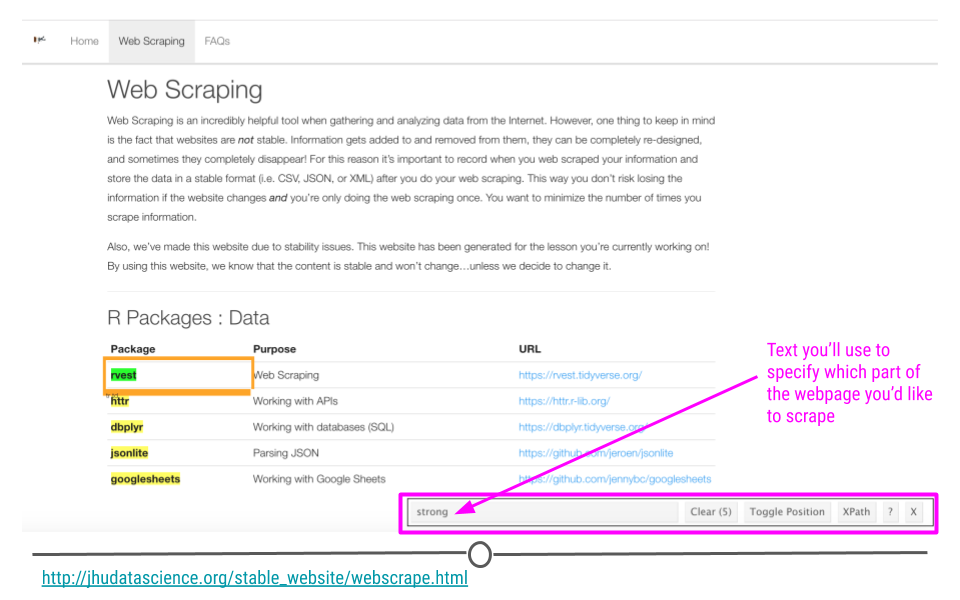 Home Web Scraping FAQs
Web Scraping
Web Scraping is an incredibly helpful tool when gathering and analyzing data from the Internet. However, one thing to keep in mind
is the fact that websites are not stable. Information gets added to and removed from them, they can be completely re-designed,
and sometimes they completely disappear! For this reason it's important to record when you web scraped your information and
store the data in a stable format (i.e. CSV, JSON, or XML) after you do your web scraping. This way you don't risk losing the
information if the website changes and you're only doing the web scraping once. You want to minimize the number of times you
scrape information.
Also, we've made this website due to stability issues. This website has been generated for the lesson you're currently working on!
By using this website, we know that the content is stable and won't change…unless we decide to change it.
R Packages : Data
Package Purpose URL
rvest Web Scraping https://rvest.tidyverse.org/
httr Working with APIs https://httr.r-lib.org/
dbplyr Working with databases (SQL) https://dbplyr.tidyverse.org/
jsonlite Parsing JSON https://github.com/jeroen/jsonlite
googlesheets Working with Google Sheets https://github.com/jennybc/googlesheets
Text you'll use to
specify which part of
the webpage you'd like
to scrape
strong Clear (5) Toggle Position XPath ? X
http://jhudatascience.org/stable_website/webscrape.html